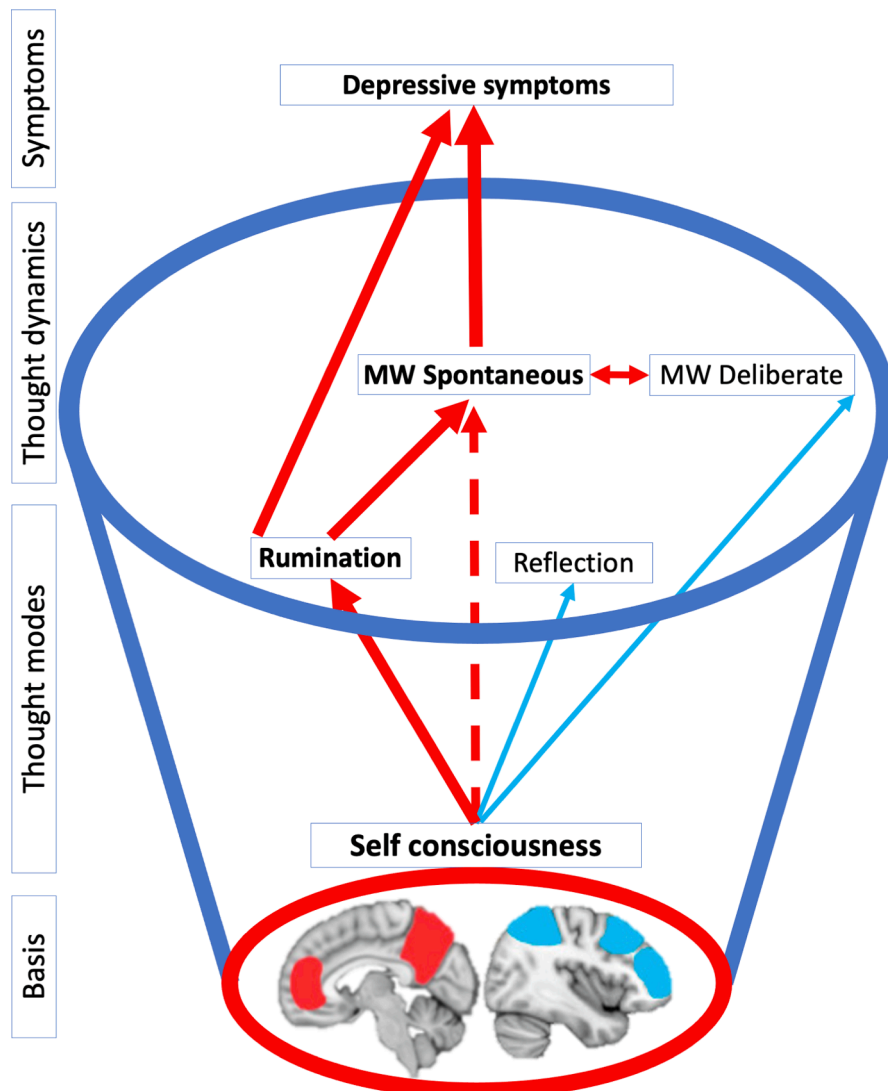 Symptoms
Depressive symptoms
Thought dynamics
MW Spontaneous
MW Deliberate
Thought modes
Rumination
Reflection
Self consciousness
Basis